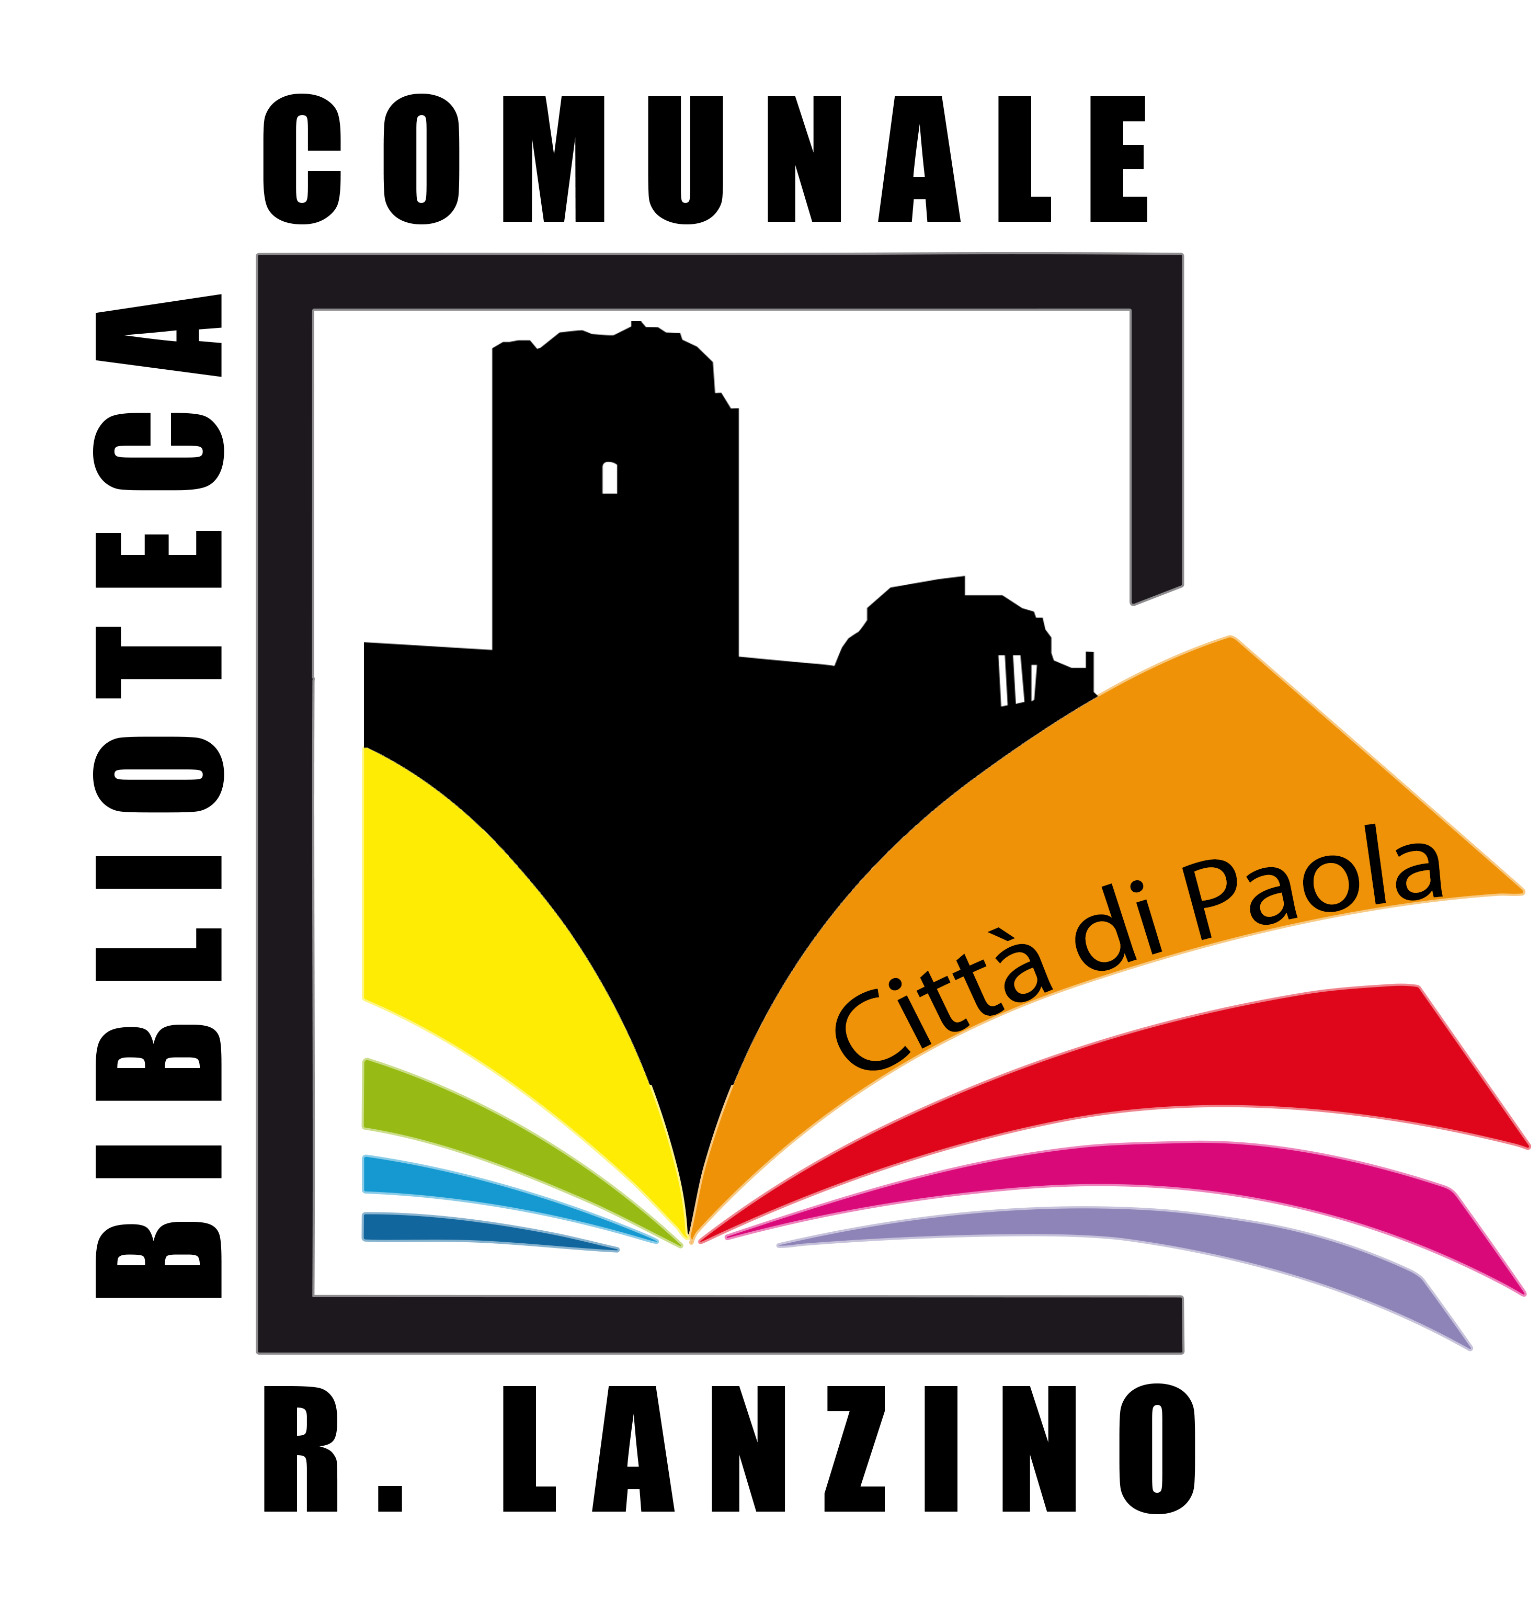 BIBLIOTECA
COMUNALE
Città di Paola
R. LANZINO